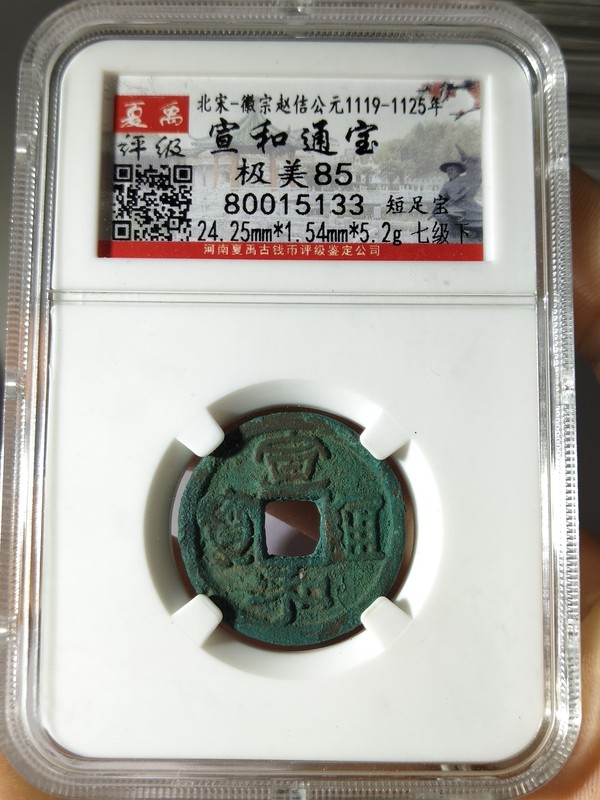 夏禹
评级
北宋-徽宗赵佶公元1119-1125年
宣和通宝
极美85
80015133 短足宝
24.25mm*1.54mm*5.2g 七级下
河南夏禹古钱币评级鉴定公司
宣
通
和
寳